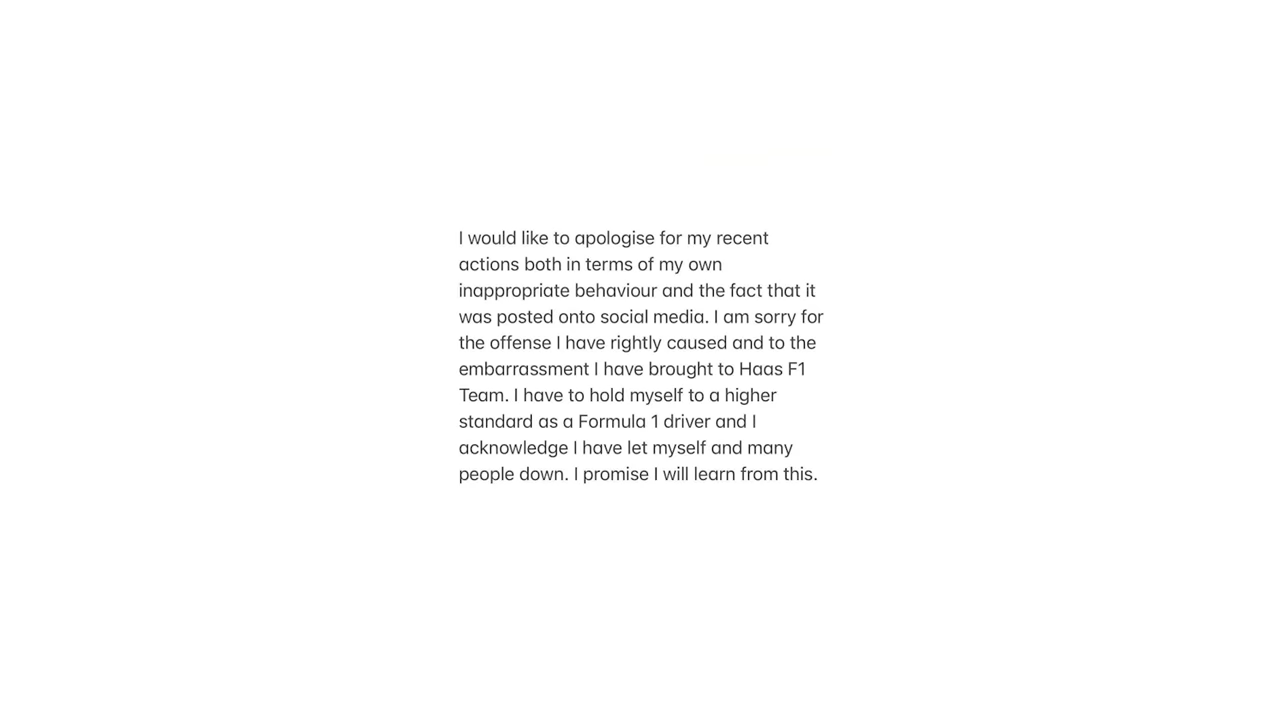 I would like to apologise for my recent
actions both in terms of my own
inappropriate behaviour and the fact that it
was posted onto social media. I am sorry for
the offense I have rightly caused and to the
embarrassment I have brought to Haas F1
Team. I have to hold myself to a higher
standard as a Formula 1 driver and I
acknowledge I have let myself and many
people down. I promise I will learn from this.